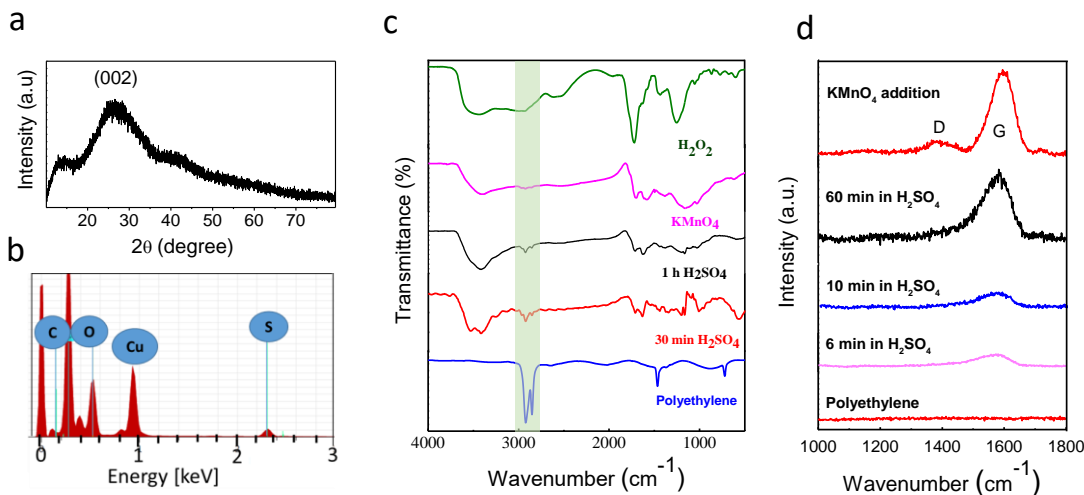 a
(002)
Intensity (a.u)
20 30 40 50 60 70
2θ (degree)
b
C
O
Cu
S
0 1 2 3
Energy [keV]
c
H₂O₂
KMnO₄
1 h H₂SO₄
30 min H₂SO₄
Polyethylene
Transmittance (%)
4000 3000 2000 1000
Wavenumber (cm⁻¹)
d
KMnO₄ addition
D
G
60 min in H₂SO₄
10 min in H₂SO₄
6 min in H₂SO₄
Polyethylene
Intensity (a.u.)
1000 1200 1400 1600 1800
Wavenumber (cm⁻¹)